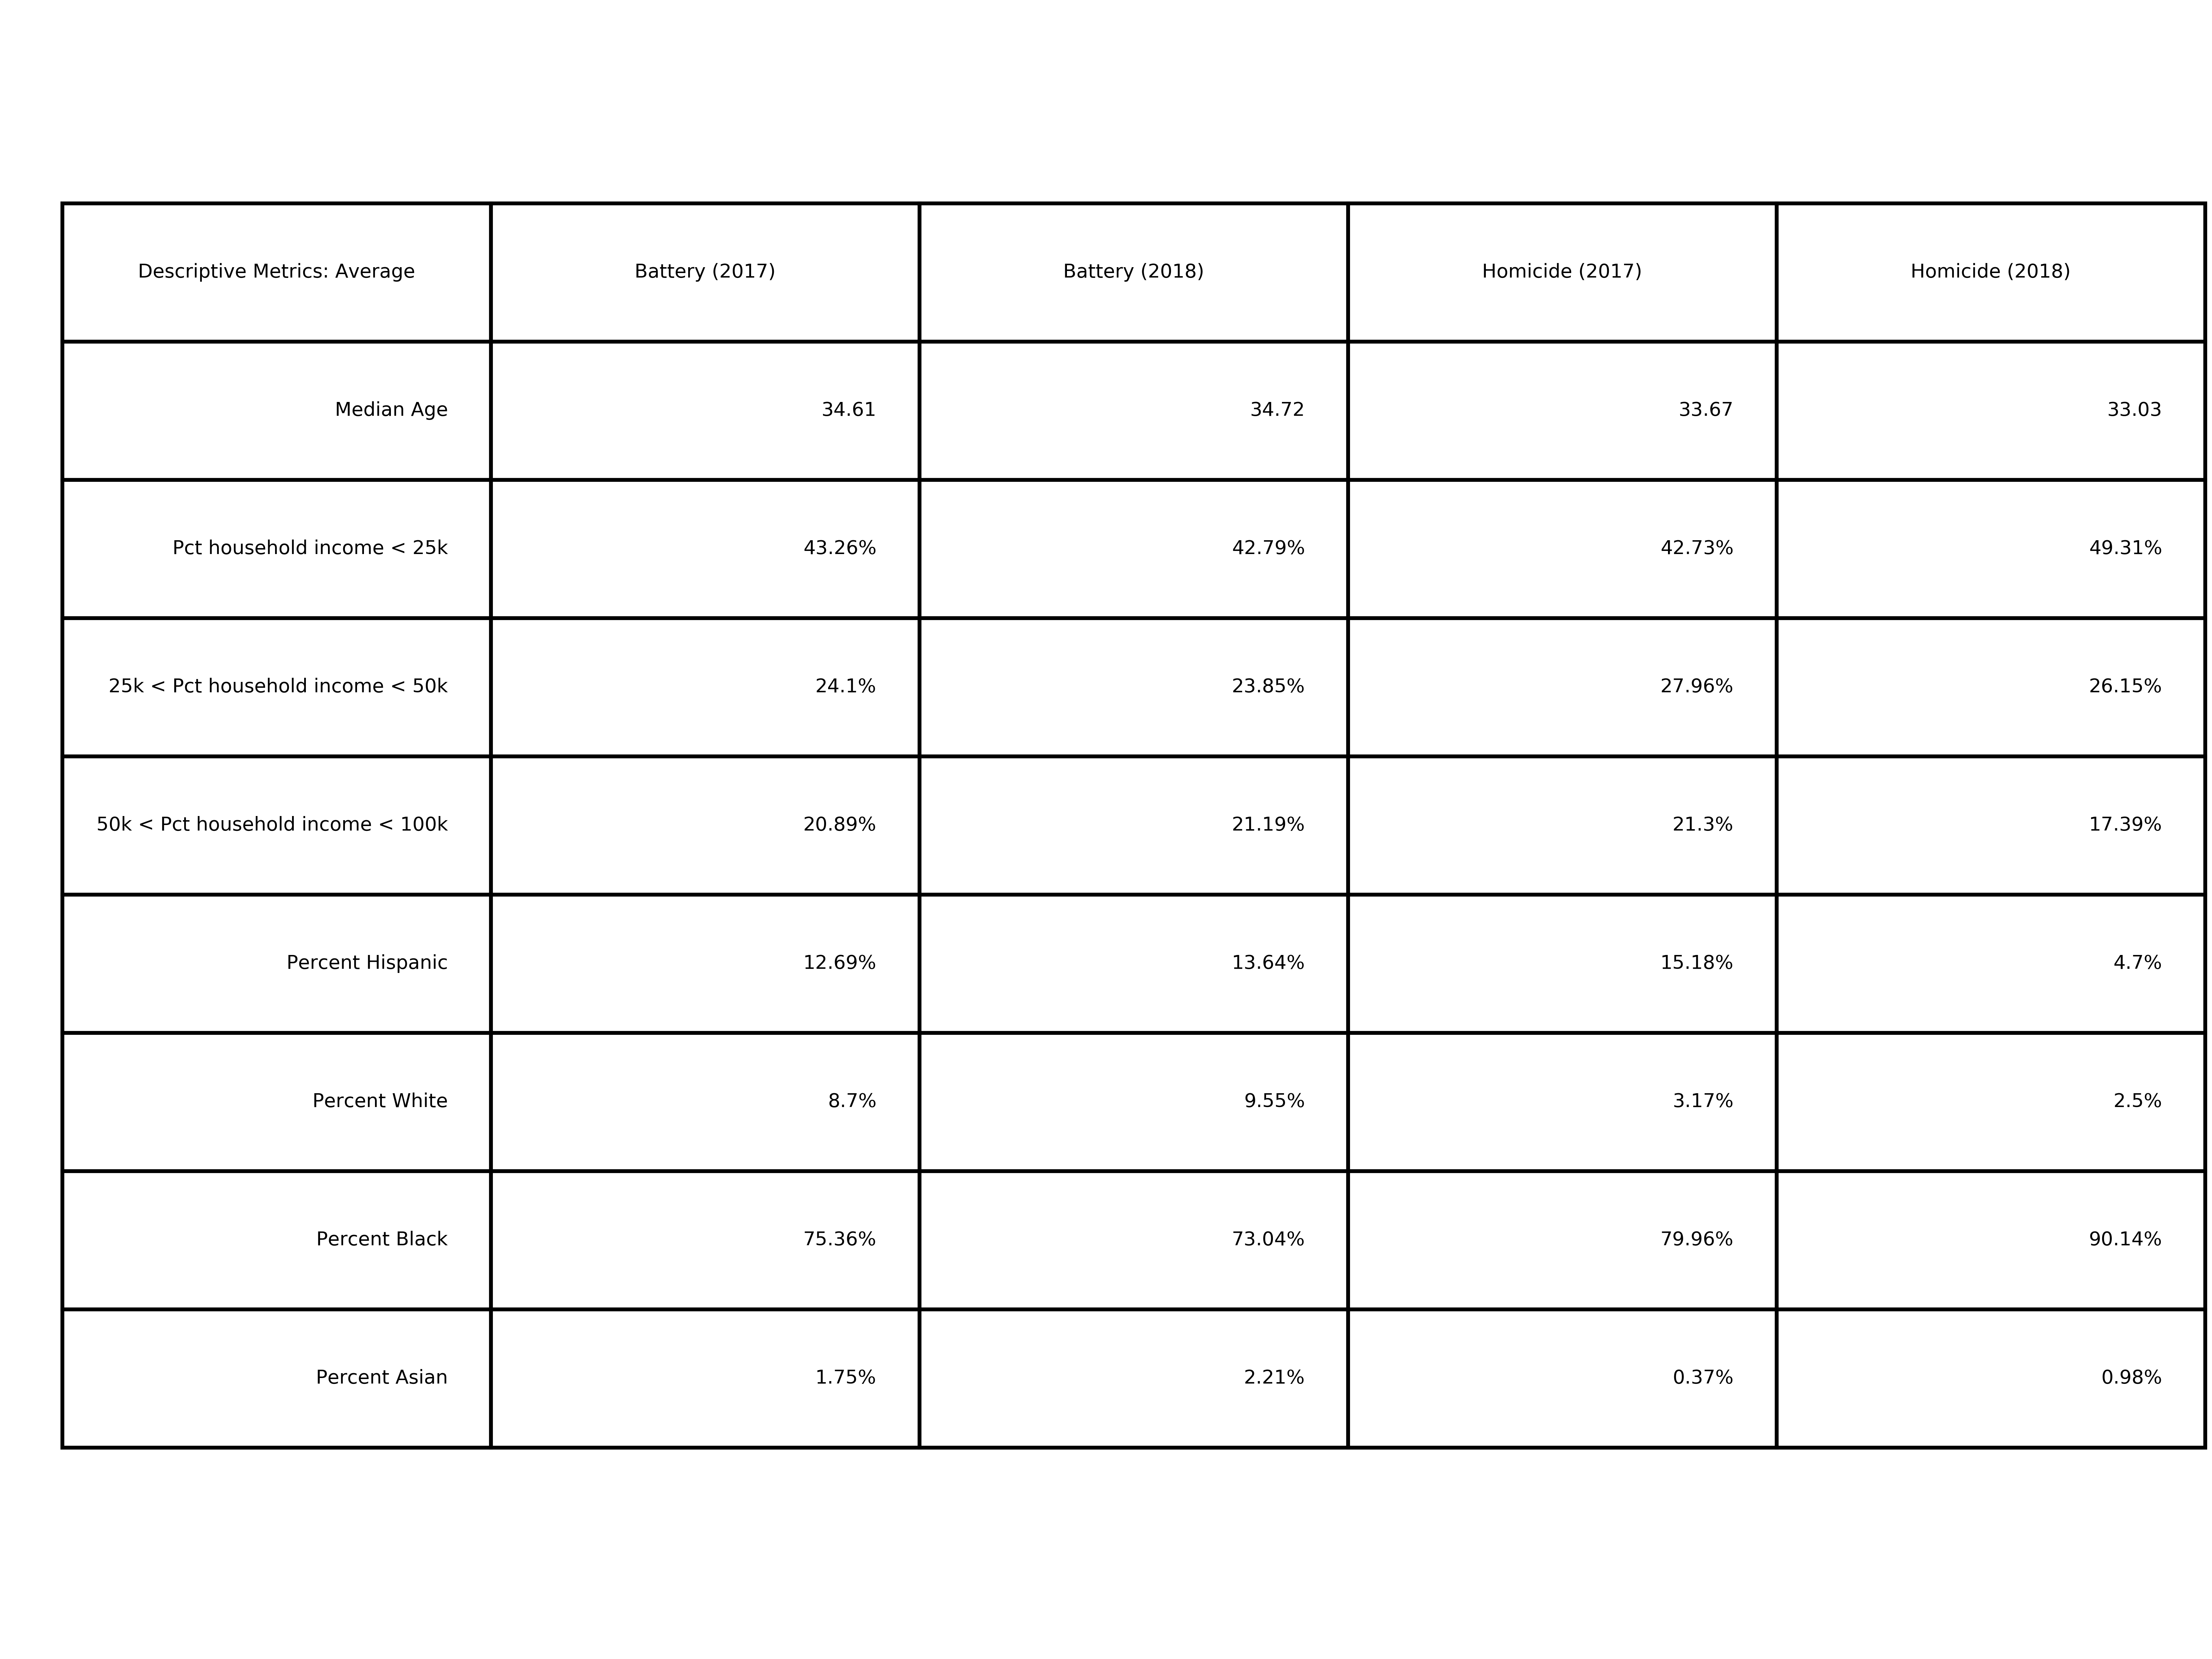 Descriptive Metrics: Average Battery (2017) Battery (2018) Homicide (2017) Homicide (2018)
Median Age 34.61 34.72 33.67 33.03
Pct household income < 25k 43.26% 42.79% 42.73% 49.31%
25k < Pct household income < 50k 24.1% 23.85% 27.96% 26.15%
50k < Pct household income < 100k 20.89% 21.19% 21.3% 17.39%
Percent Hispanic 12.69% 13.64% 15.18% 4.7%
Percent White 8.7% 9.55% 3.17% 2.5%
Percent Black 75.36% 73.04% 79.96% 90.14%
Percent Asian 1.75% 2.21% 0.37% 0.98%